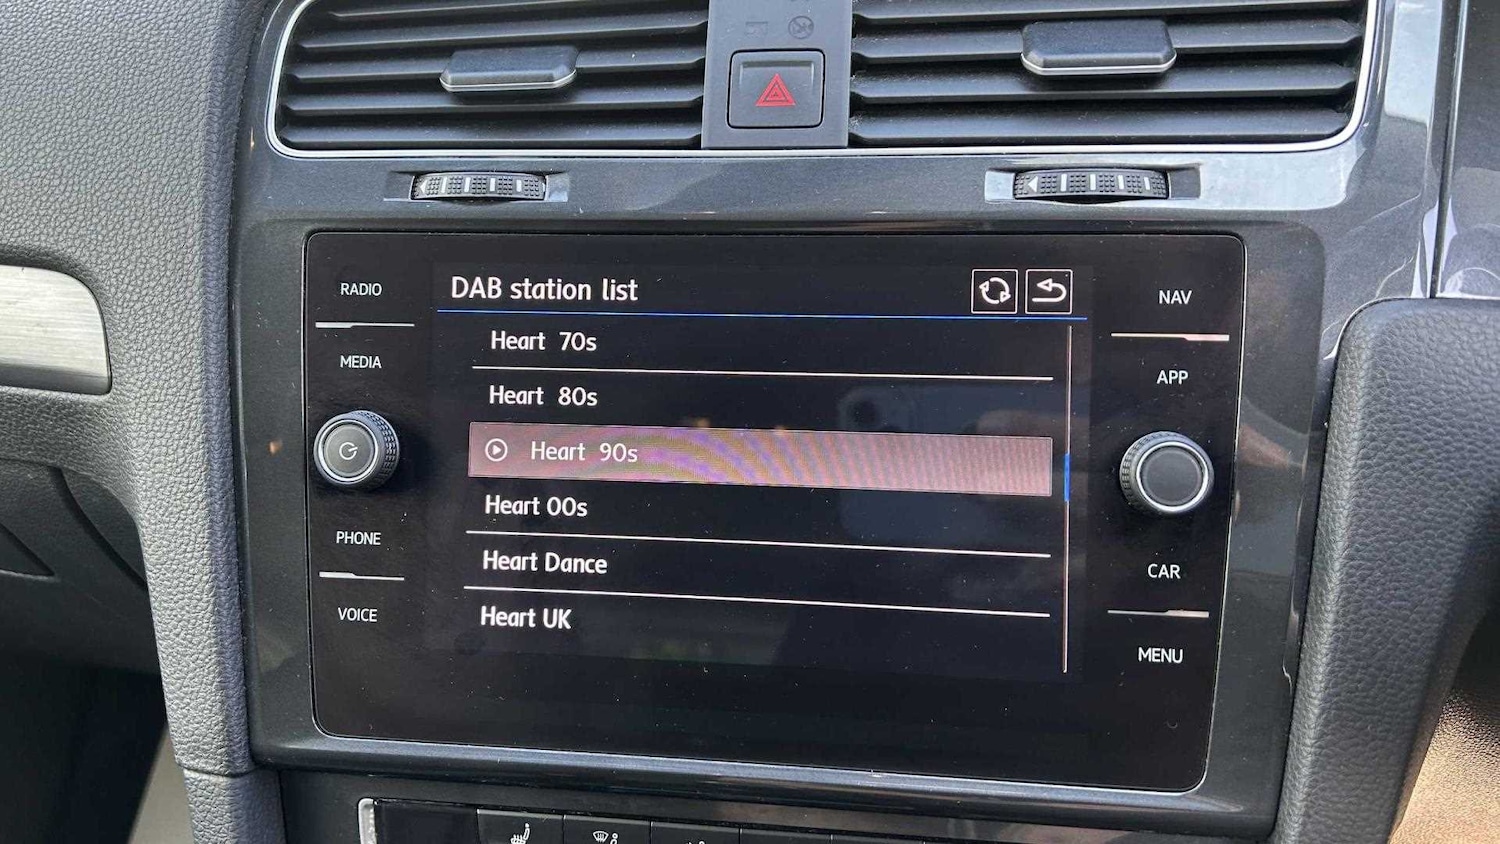 DAB station list
RADIO
MEDIA
PHONE
VOICE
Heart 70s
Heart 80s
Heart 90s
Heart 00s
Heart Dance
Heart UK
NAV
APP
CAR
MENU